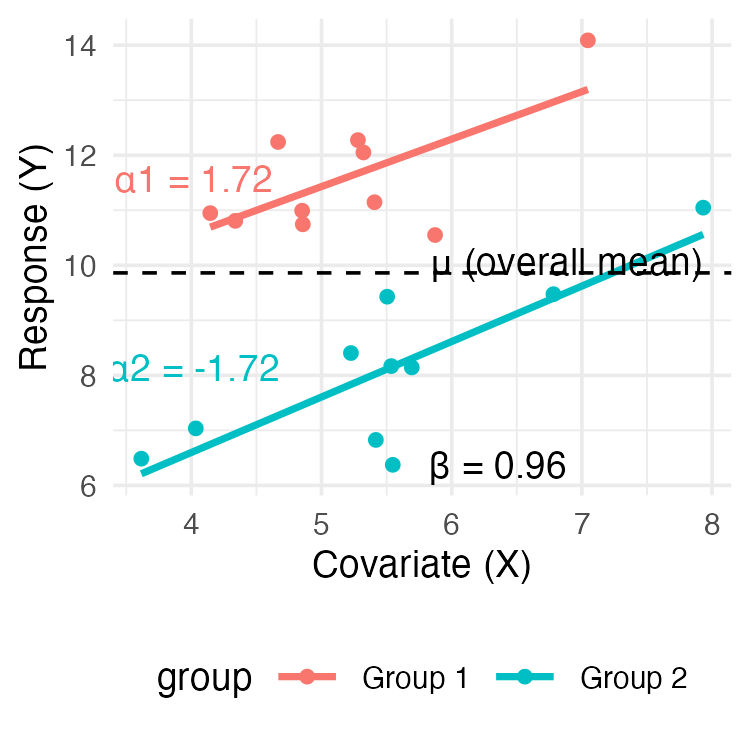 Response (Y)
14
12
10
8
6
α1 = 1.72
μ (overall mean)
α2 = -1.72
β = 0.96
4 5 6 7 8
Covariate (X)
group Group 1 Group 2